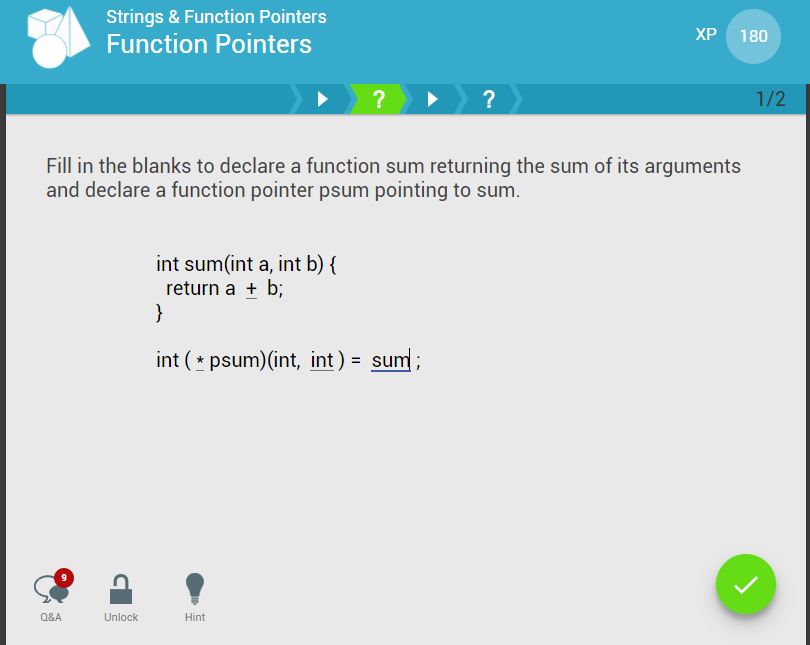 Strings & Function Pointers
Function Pointers
XP 180
? ? 1/2
Fill in the blanks to declare a function sum returning the sum of its arguments
and declare a function pointer psum pointing to sum.
int sum(int a, int b) {
return a + b;
}
int ( * psum)(int, int ) = sum ;
9
Q&A Unlock Hint